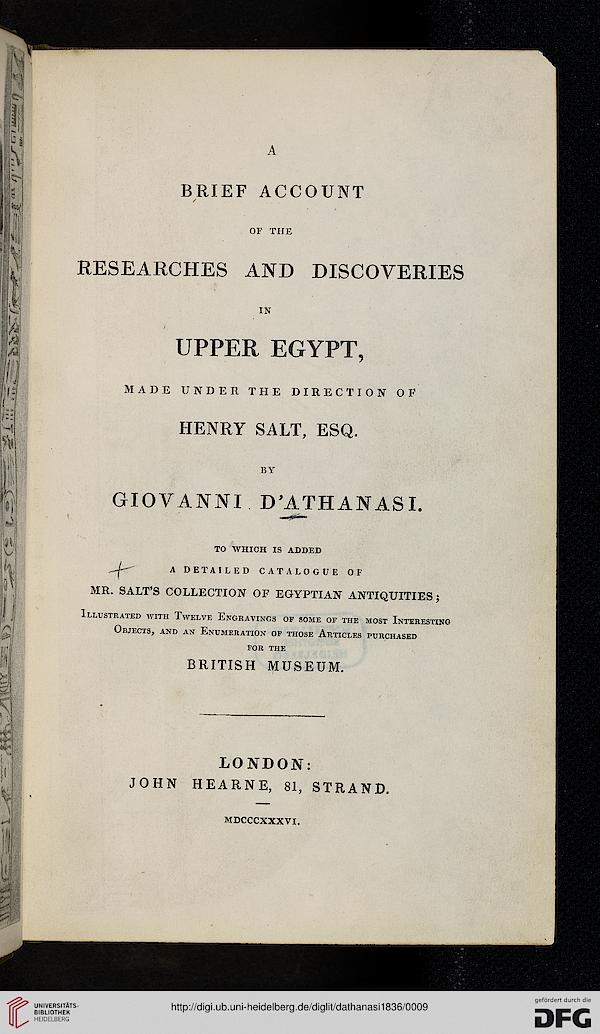 A
BRIEF ACCOUNT
OF THE
RESEARCHES AND DISCOVERIES
IN
UPPER EGYPT,
MADE UNDER THE DIRECTION OF
HENRY SALT, ESQ.
BY
GIOVANNI D'ATHANASI.
TO WHICH IS ADDED
A DETAILED CATALOGUE OF
MR. SALT'S COLLECTION OF EGYPTIAN ANTIQUITIES;
Illustrated with Twelve Engravings of some of the most Interesting
Objects, and an Enumeration of those Articles purchased
FOR THE
BRITISH MUSEUM.
LONDON:
JOHN HEARNE, 81, STRAND.
MDCCCXXXVI.
UNIVERSITÄTS-
BIBLIOTHEK
HEIDELBERG
http://digi.ub.uni-heidelberg.de/diglit/dathanasi1836/0009
gefördert durch die
DFG